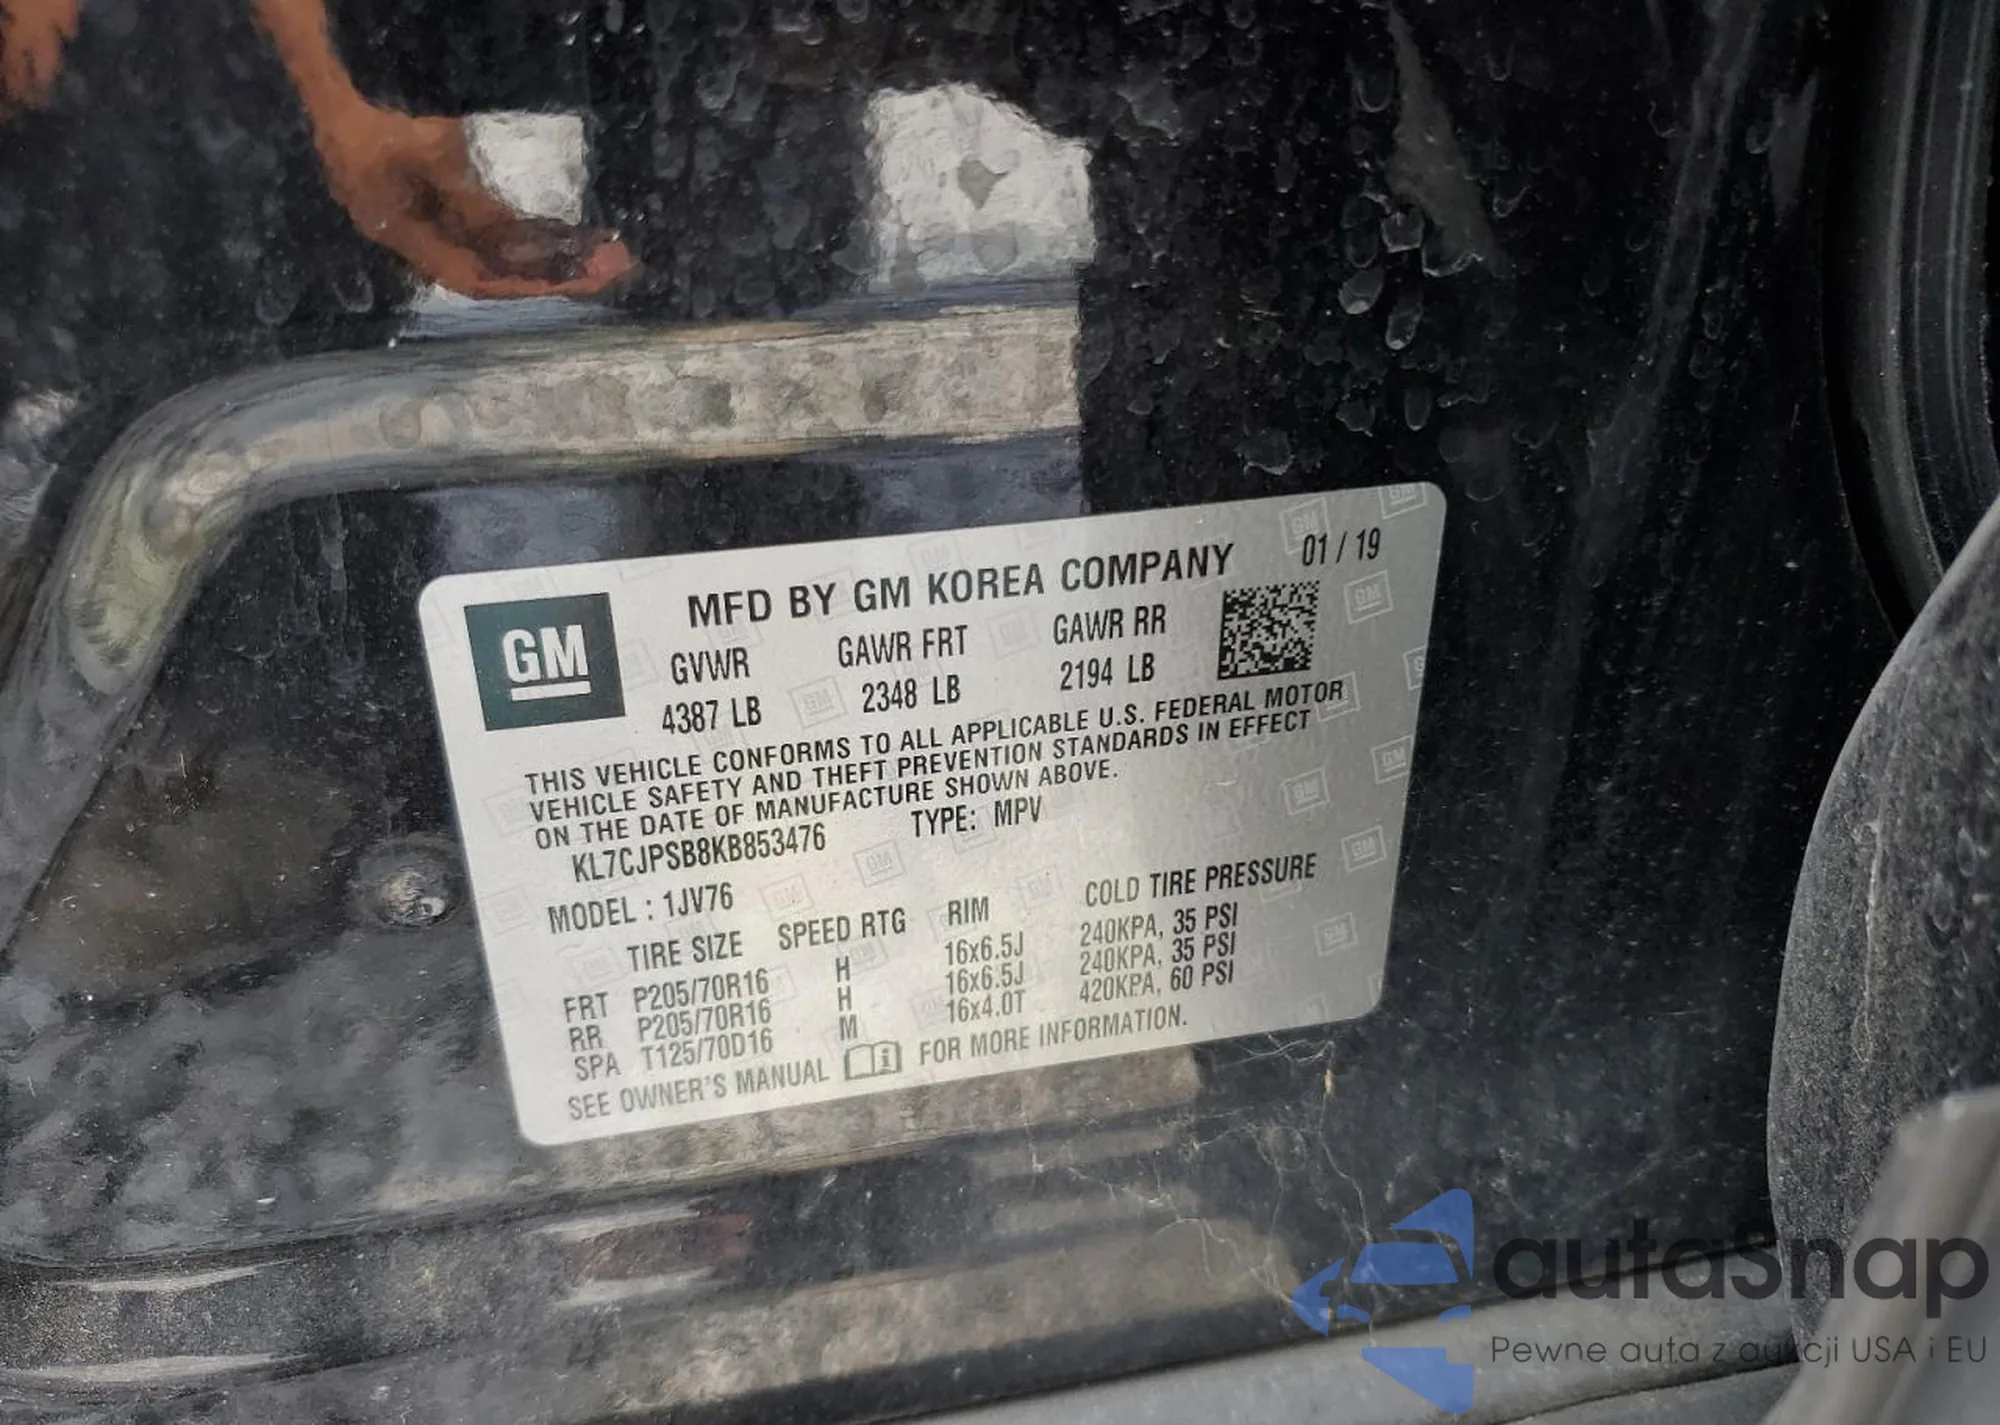 MFD BY GM KOREA COMPANY 01 / 19
GM
GVWR GAWR FRT GAWR RR
4387 LB 2348 LB 2194 LB
THIS VEHICLE CONFORMS TO ALL APPLICABLE U.S. FEDERAL MOTOR
VEHICLE SAFETY AND THEFT PREVENTION STANDARDS IN EFFECT
ON THE DATE OF MANUFACTURE SHOWN ABOVE.
KL7CJPSB8KB853476 TYPE: MPV
MODEL : 1JV76
TIRE SIZE SPEED RTG RIM COLD TIRE PRESSURE
FRT P205/70R16 H 16x6.5J 240KPA, 35 PSI
RR P205/70R16 H 16x6.5J 240KPA, 35 PSI
SPA T125/70D16 M 16x4.0T 420KPA, 60 PSI
SEE OWNER'S MANUAL FOR MORE INFORMATION.
autaSnap
Pewne auta z aukcji USA i EU